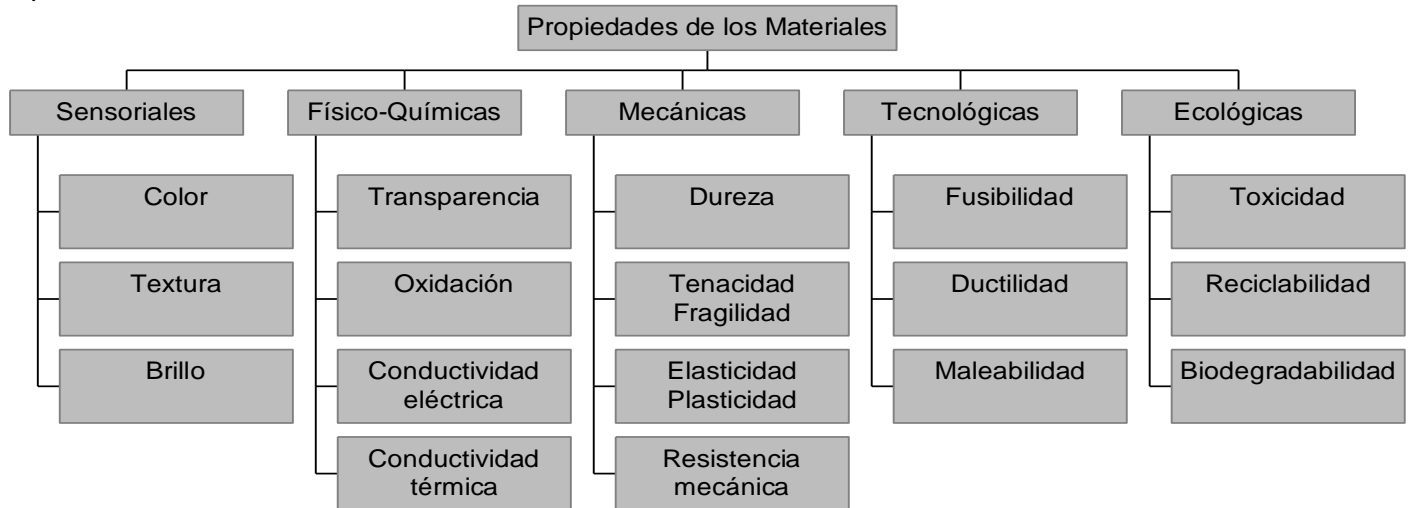 Propiedades de los Materiales
Sensoriales
Color
Textura
Brillo
Físico-Químicas
Transparencia
Oxidación
Conductividad
eléctrica
Conductividad
térmica
Mecánicas
Dureza
Tenacidad
Fragilidad
Elasticidad
Plasticidad
Resistencia
mecánica
Tecnológicas
Fusibilidad
Ductilidad
Maleabilidad
Ecológicas
Toxicidad
Reciclabilidad
Biodegradabilidad